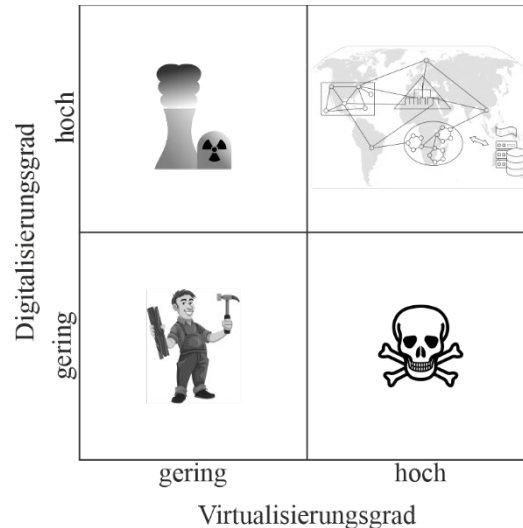 Digitalisierungsgrad
hoch
gering
gering
hoch
Virtualisierungsgrad